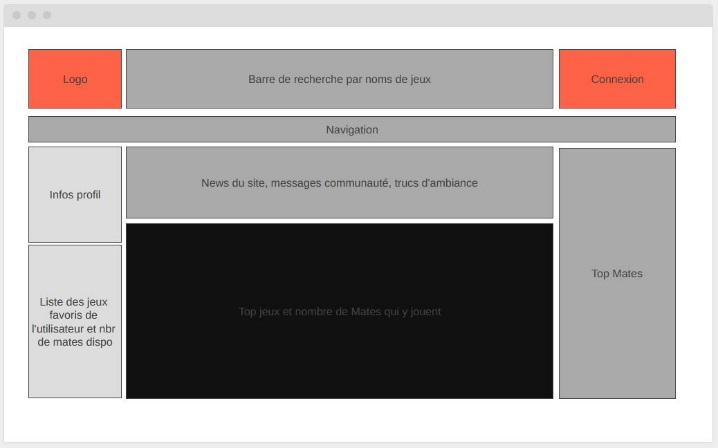 Logo
Barre de recherche par noms de jeux
Connexion
Navigation
Infos profil
News du site, messages communauté, trucs d'ambiance
Top Mates
Liste des jeux
favoris de
l'utilisateur et nbr
de mates dispo
Top jeux et nombre de Mates qui y jouent